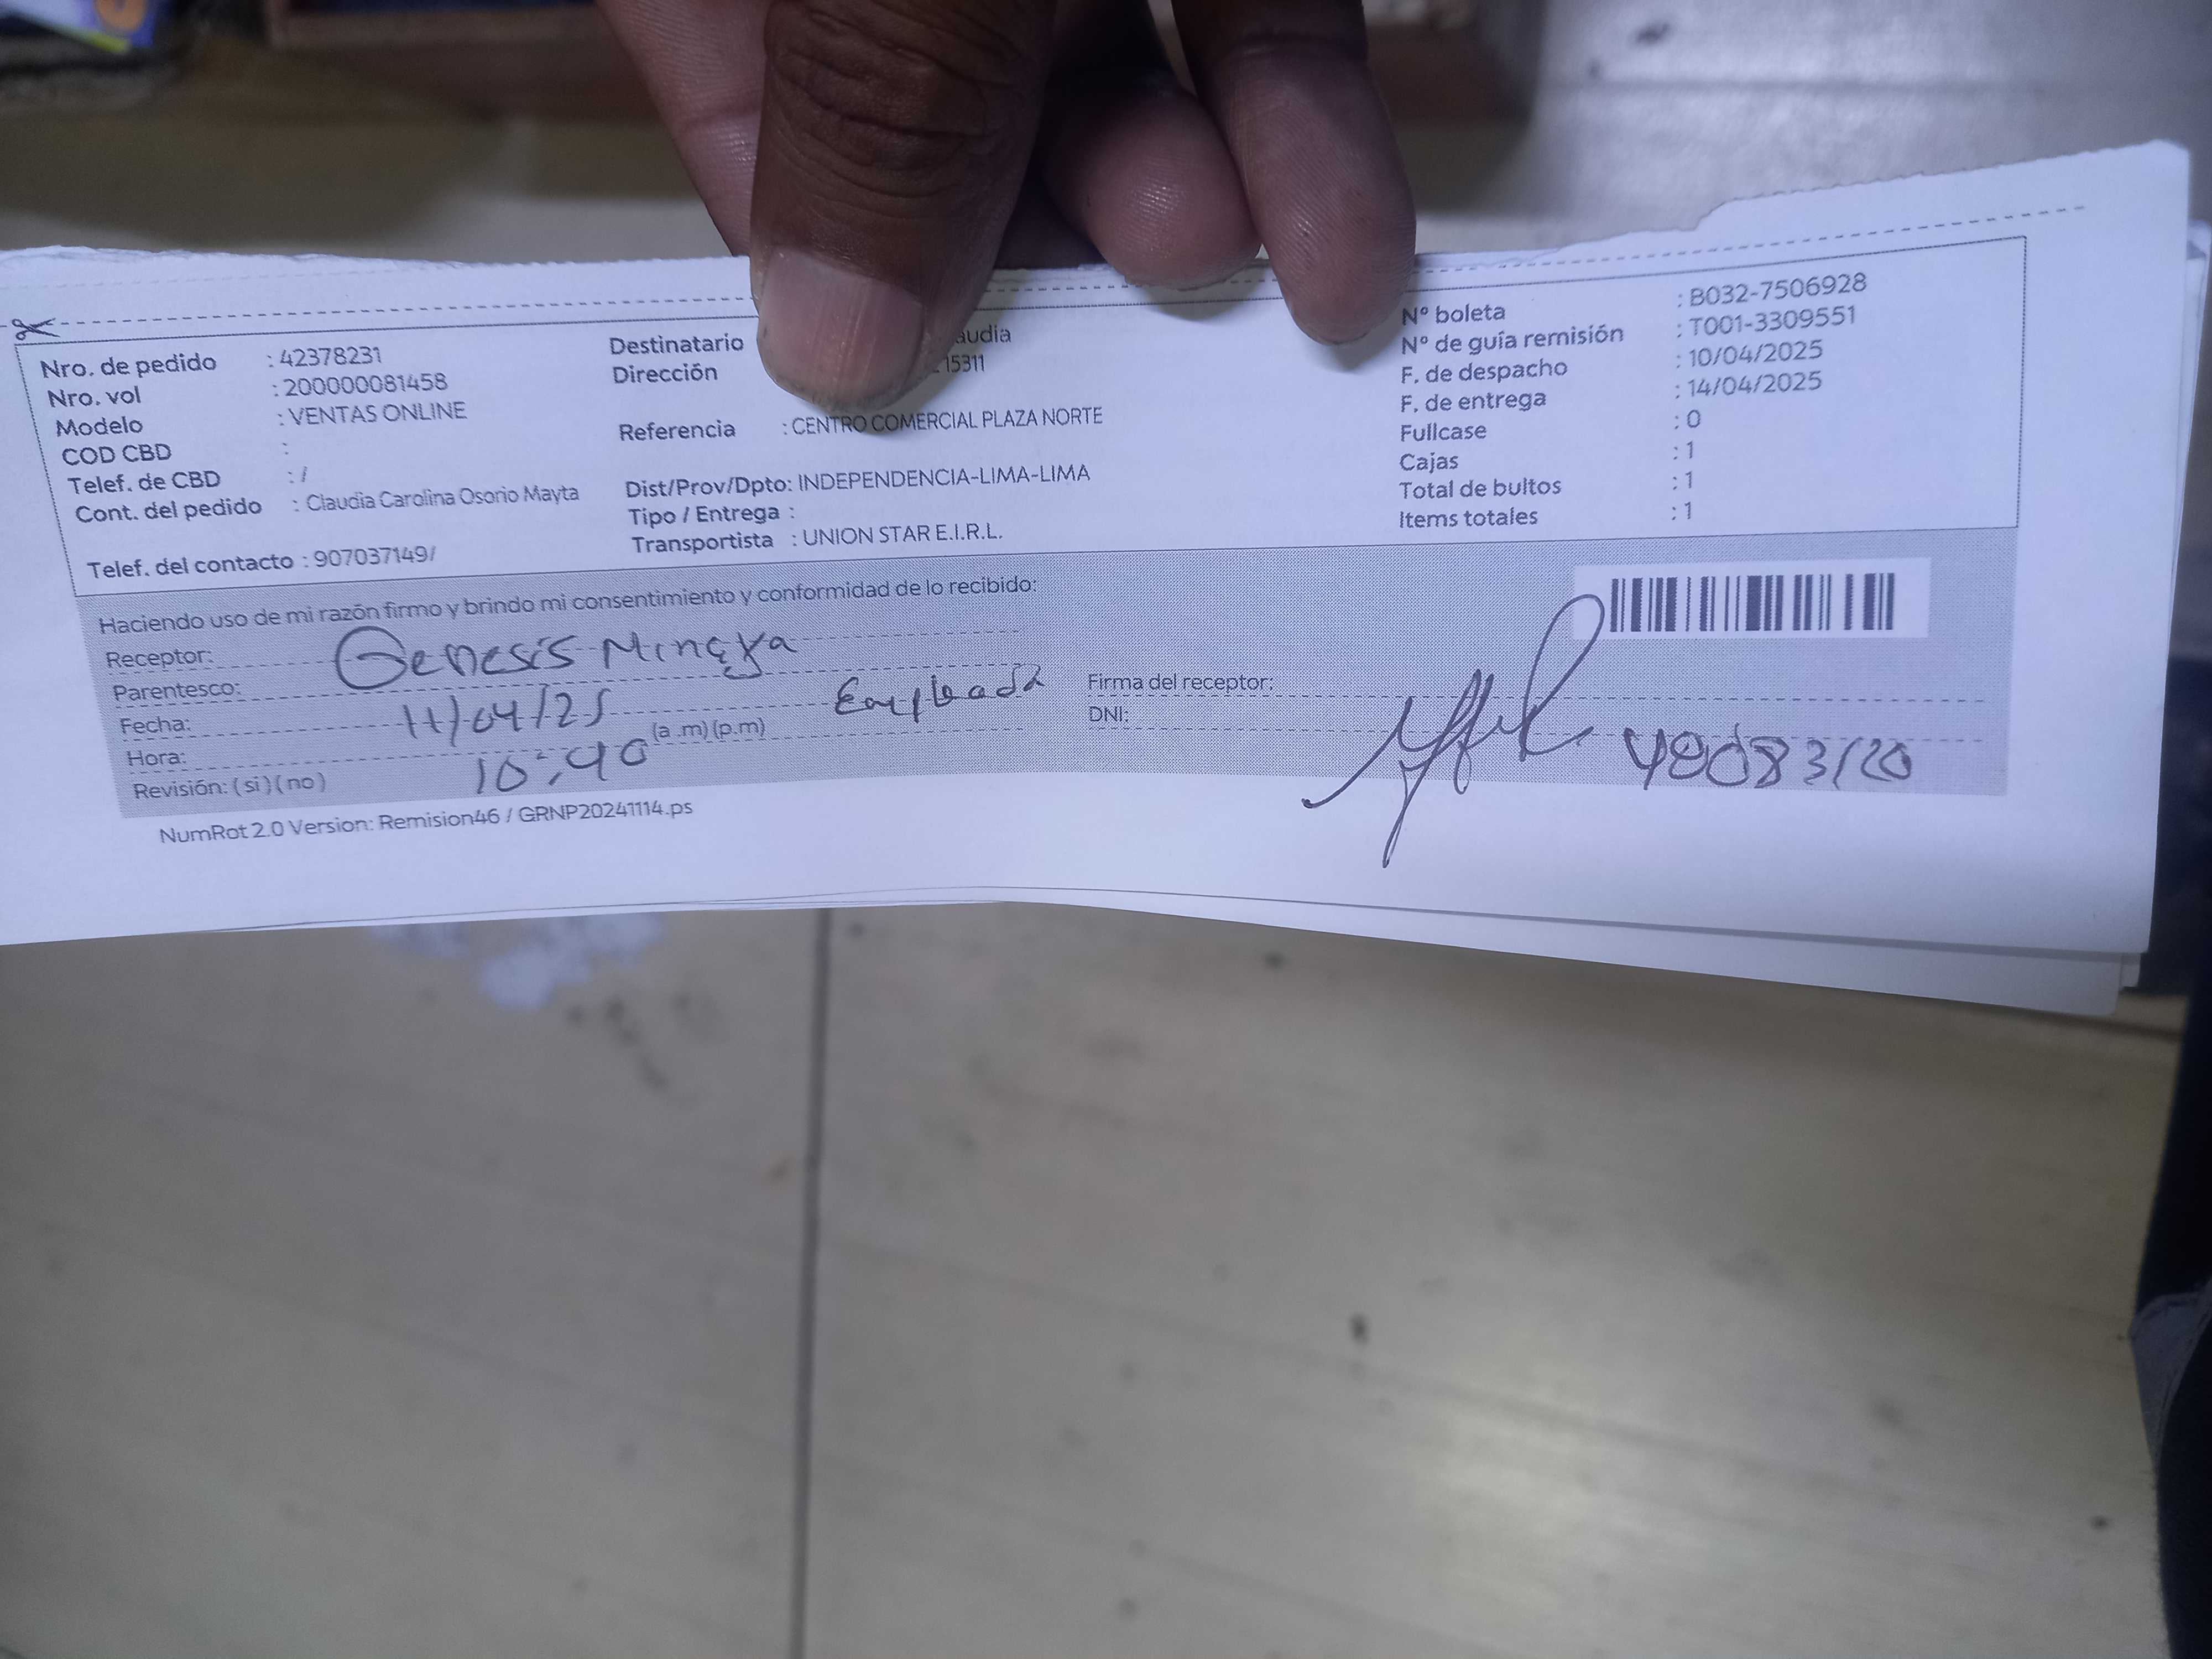 Nro. de pedido : 42378231
Nro. vol : 200000081458
Modelo : VENTAS ONLINE
COD CBD :
Telef. de CBD : /
Cont. del pedido : Claudia Carolina Osorio Mayta
Telef. del contacto : 907037149/
Destinatario
Dirección 15311
Referencia : CENTRO COMERCIAL PLAZA NORTE
Dist/Prov/Dpto: INDEPENDENCIA-LIMA-LIMA
Tipo / Entrega :
Transportista : UNION STAR E.I.R.L.
Nº boleta : B032-7506928
Nº de guía remisión : T001-3309551
F. de despacho : 10/04/2025
F. de entrega : 14/04/2025
Fullcase : 0
Cajas : 1
Total de bultos : 1
Items totales : 1
Haciendo uso de mi razón firmo y brindo mi consentimiento y conformidad de lo recibido:
Receptor: Genesis
Parentesco: Empleada
Fecha: 11/04/25
Hora: 10:40 (a .m) (p.m)
Revisión: ( si ) ( no )
Firma del receptor:
DNI:
NumRot 2.0 Version: Remision46 / GRNP20241114.ps